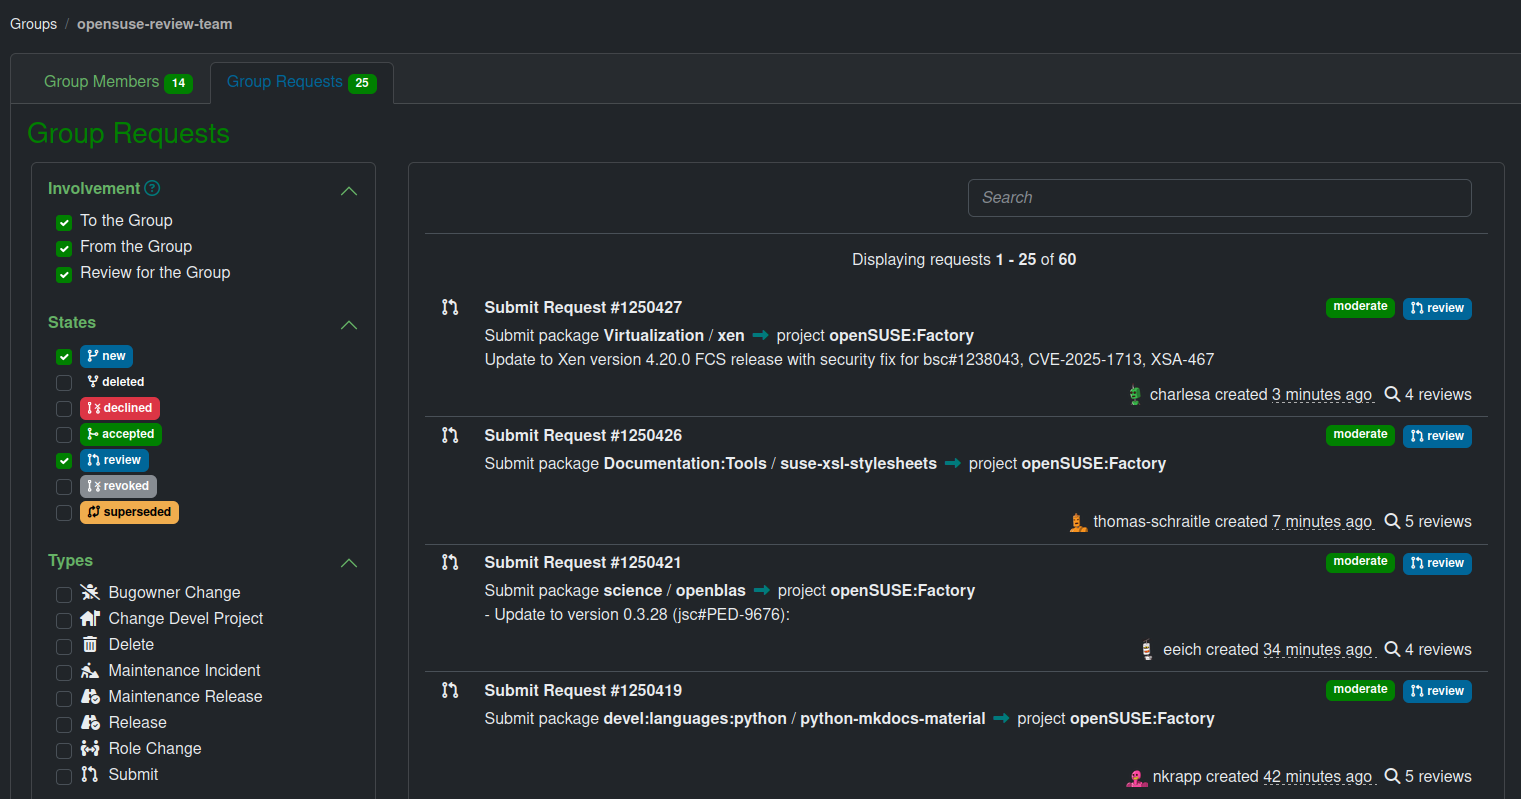 Groups / opensuse-review-team
Group Members 14
Group Requests 25
Group Requests
Involvement ?
To the Group
From the Group
Review for the Group
States
new
deleted
declined
accepted
review
revoked
superseded
Types
Bugowner Change
Change Devel Project
Delete
Maintenance Incident
Maintenance Release
Release
Role Change
Submit
Search
Displaying requests 1 - 25 of 60
Submit Request #1250427
moderate
review
Submit package Virtualization / xen ➡ project openSUSE:Factory
Update to Xen version 4.20.0 FCS release with security fix for bsc#1238043, CVE-2025-1713, XSA-467
charlesa created 3 minutes ago 4 reviews
Submit Request #1250426
moderate
review
Submit package Documentation:Tools / suse-xsl-stylesheets ➡ project openSUSE:Factory
thomas-schraitle created 7 minutes ago 5 reviews
Submit Request #1250421
moderate
review
Submit package science / openblas ➡ project openSUSE:Factory
- Update to version 0.3.28 (jsc#PED-9676):
eeich created 34 minutes ago 4 reviews
Submit Request #1250419
moderate
review
Submit package devel:languages:python / python-mkdocs-material ➡ project openSUSE:Factory
nkrapp created 42 minutes ago 5 reviews